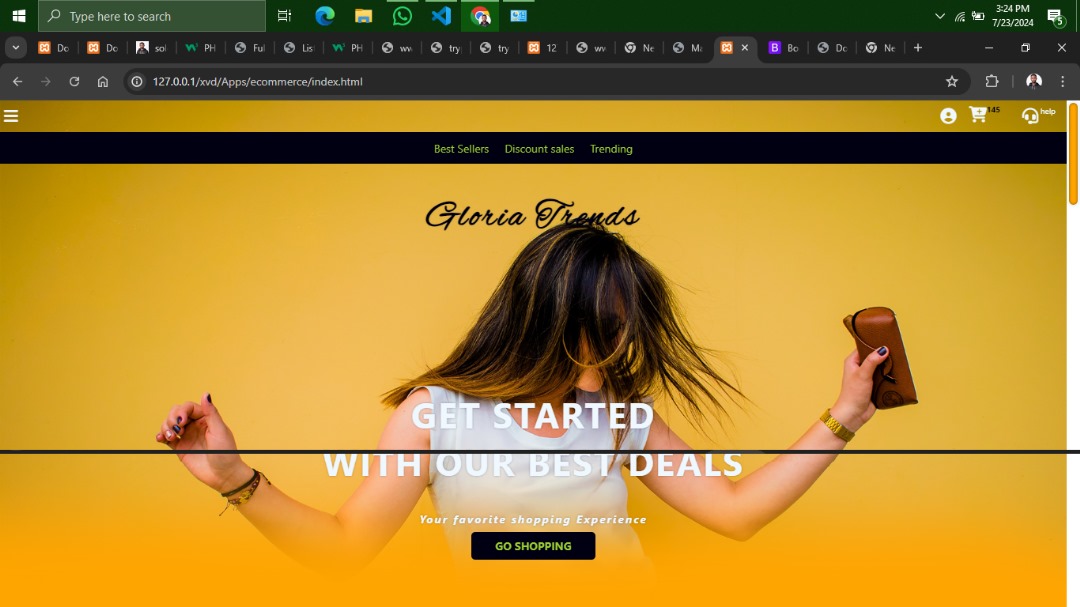 Type here to search
3:24 PM
7/23/2024
5
Do
Do
sol
PH
Ful
Lis
PH
wv
try
try
12
wv
Ne
Ma
Bo
Do
Ne
127.0.0.1/xvd/Apps/ecommerce/index.html
145
help
Best Sellers Discount sales Trending
Gloria Trends
GET STARTED
WITH OUR BEST DEALS
Your favorite shopping Experience
GO SHOPPING